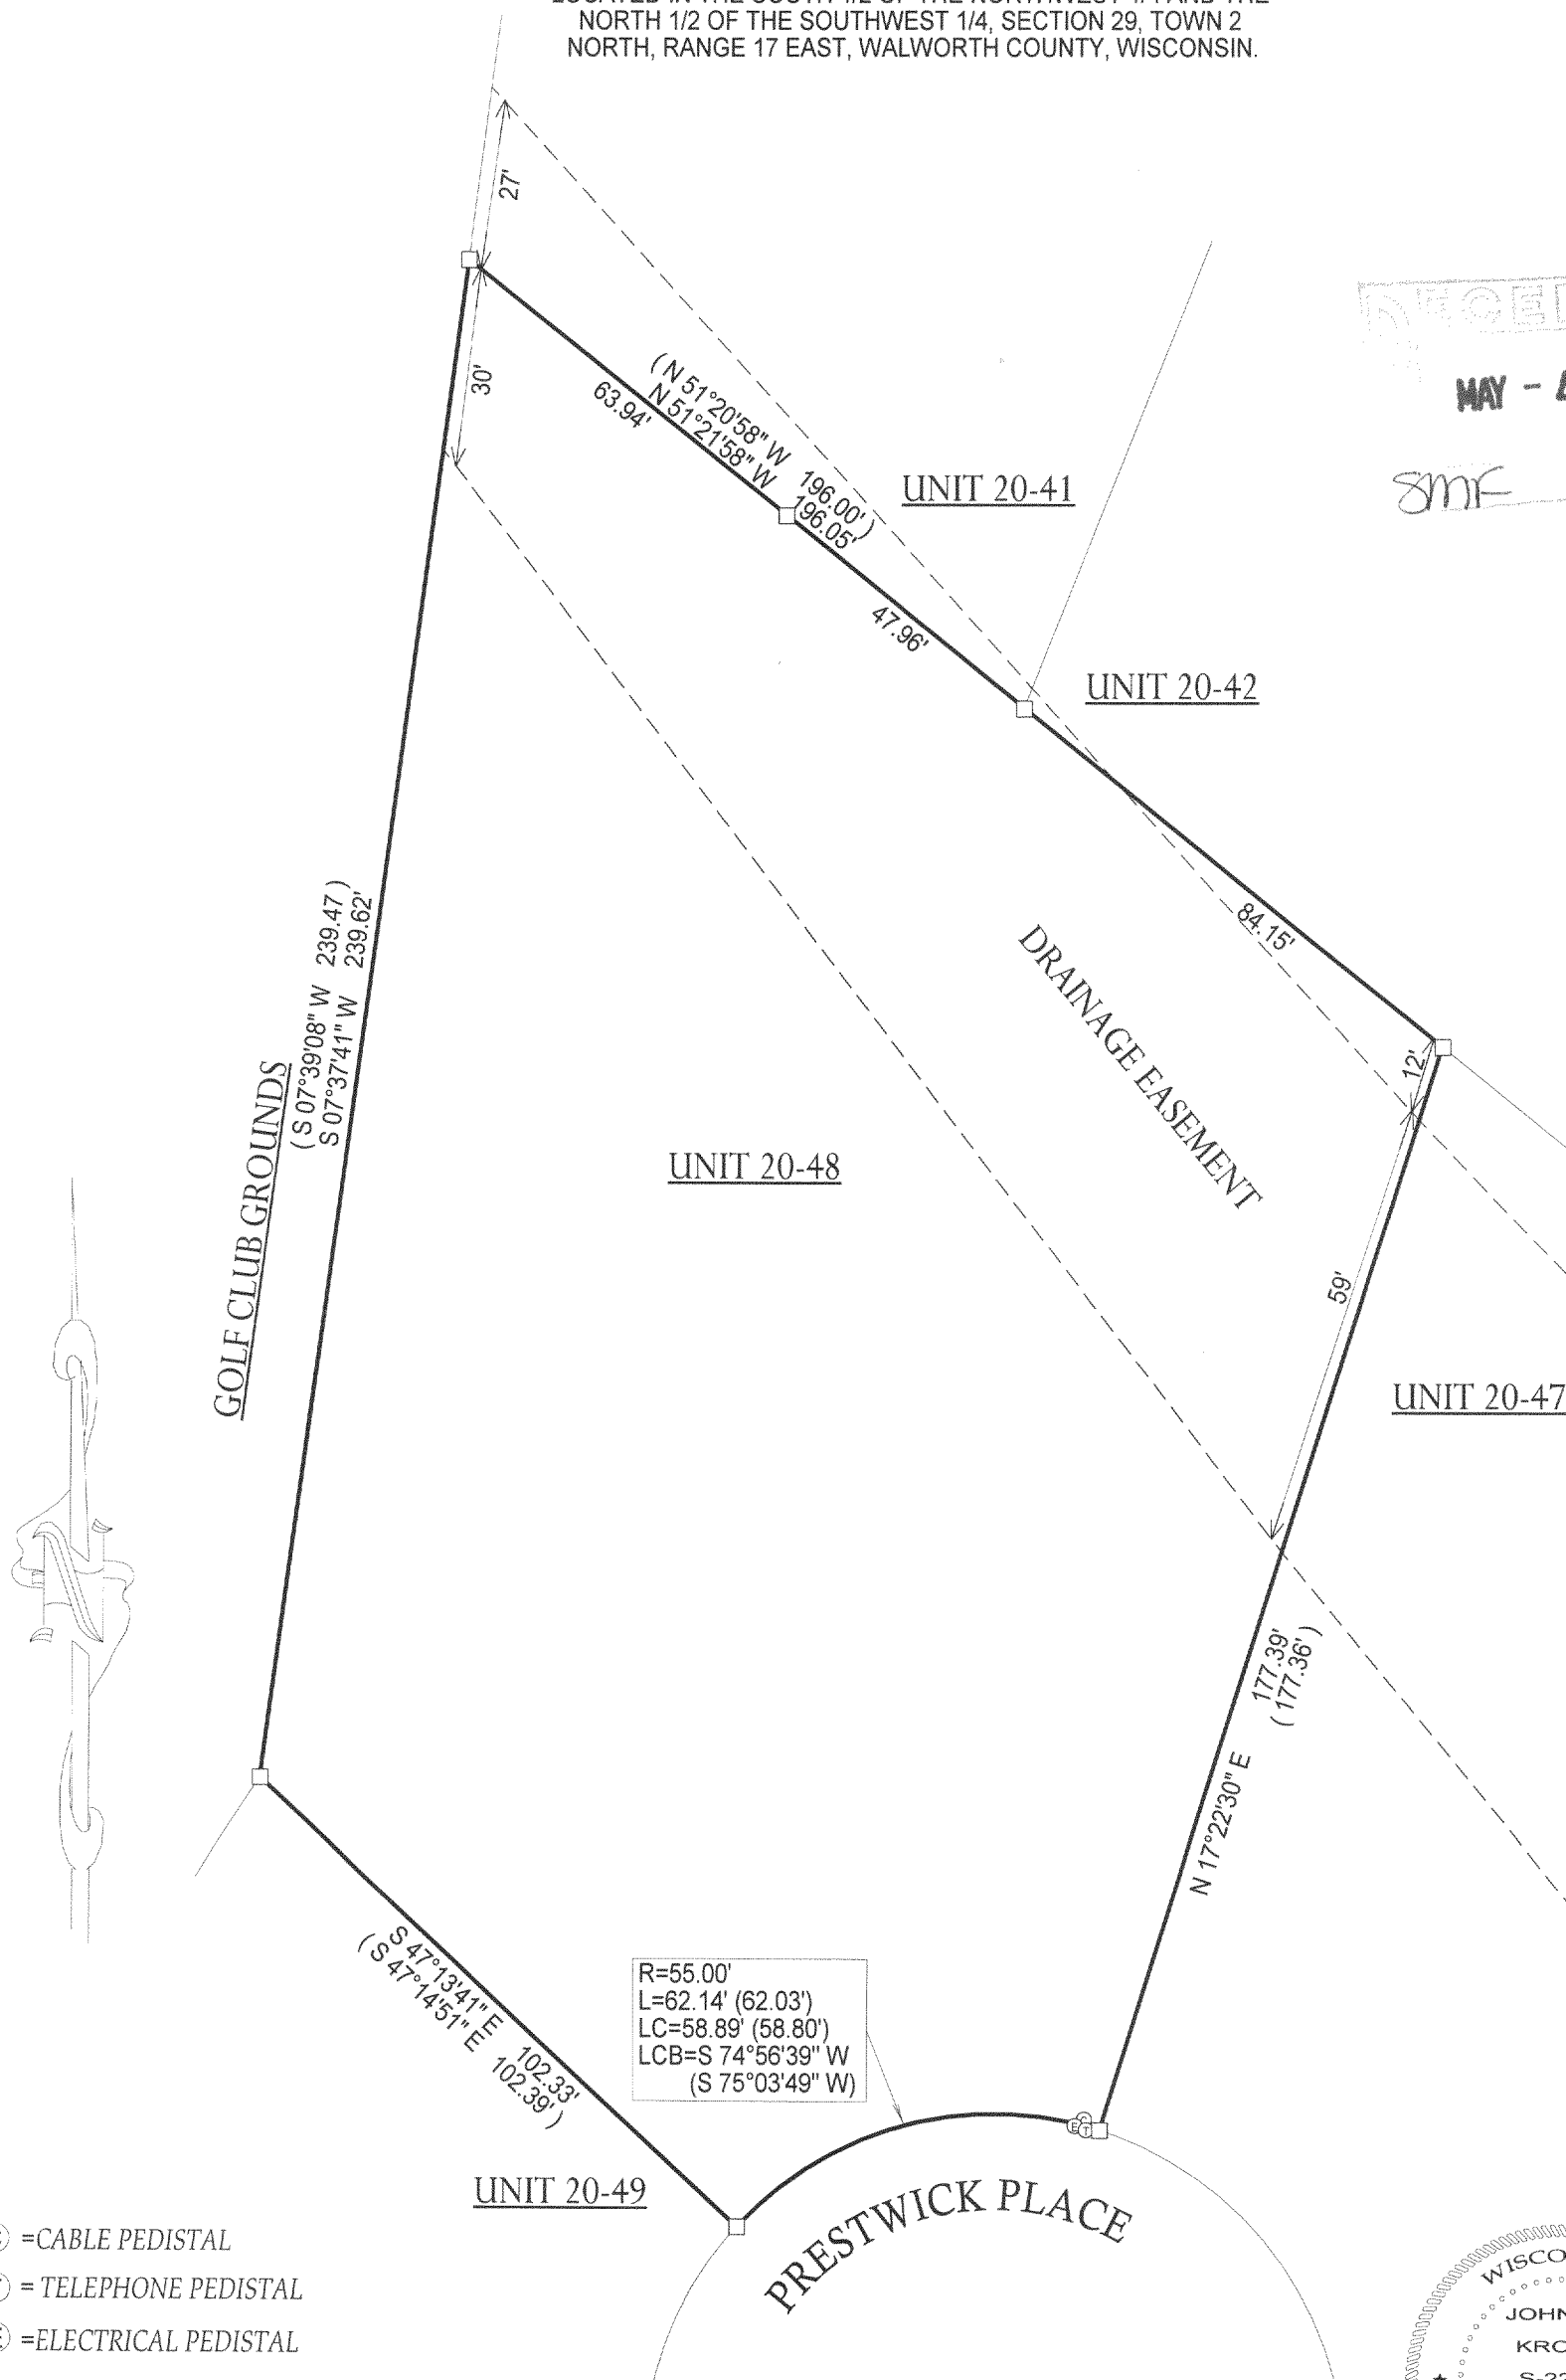 NORTH 1/2 OF THE SOUTHWEST 1/4, SECTION 29, TOWN 2
NORTH, RANGE 17 EAST, WALWORTH COUNTY, WISCONSIN.
27'
30'
( N 51°20'58" W 196.00' )
N 51°21'58" W 196.05'
63.94'
MAY - 4
SMF
UNIT 20-41
47.96'
UNIT 20-42
84.15'
12'
DRAINAGE EASEMENT
( S 07°39'08" W 239.47 )
S 07°37'41" W 239.62'
GOLF CLUB GROUNDS
UNIT 20-48
59'
UNIT 20-47
177.39'
( 177.36' )
N 17°22'30" E
S 47°13'41" E 102.33'
( S 47°14'51" E 102.39' )
R=55.00'
L=62.14' (62.03')
LC=58.89' (58.80')
LCB=S 74°56'39" W
(S 75°03'49" W)
C
E T
UNIT 20-49
PRESTWICK PLACE
=CABLE PEDISTAL
= TELEPHONE PEDISTAL
=ELECTRICAL PEDISTAL
WISCO
JOHN
KRO